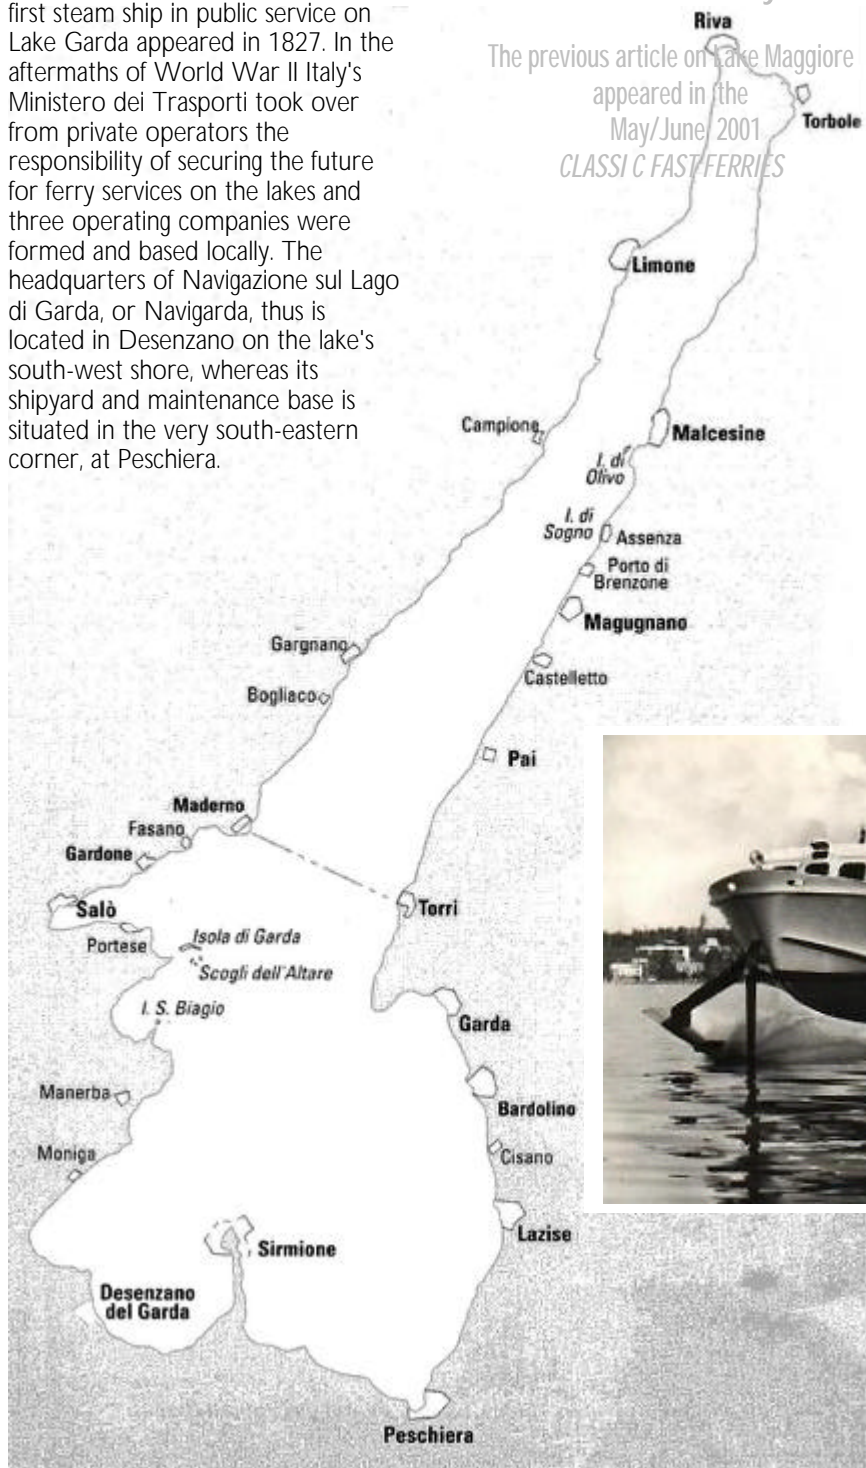 first steam ship in public service on
Lake Garda appeared in 1827. In the
aftermaths of World War II Italy's
Ministero dei Trasporti took over
from private operators the
responsibility of securing the future
for ferry services on the lakes and
three operating companies were
formed and based locally. The
headquarters of Navigazione sul Lago
di Garda, or Navigarda, thus is
located in Desenzano on the lake's
south-west shore, whereas its
shipyard and maintenance base is
situated in the very south-eastern
corner, at Peschiera.
The previous article on Lake Maggiore
appeared in the
May/June 2001
CLASSI C FAST FERRIES
Riva
Torbole
Limone
Campione
Malcesine
I. di
Olivo
I. di
Sogno
Assenza
Porto di
Brenzone
Magugnano
Gargnano
Castelletto
Bogliaco
Pai
Maderno
Fasano
Gardone
Salò
Torri
Portese
Isola di Garda
Scogli dell'Altare
I. S. Biagio
Garda
Manerba
Bardolino
Moniga
Cisano
Lazise
Sirmione
Desenzano
del Garda
Peschiera